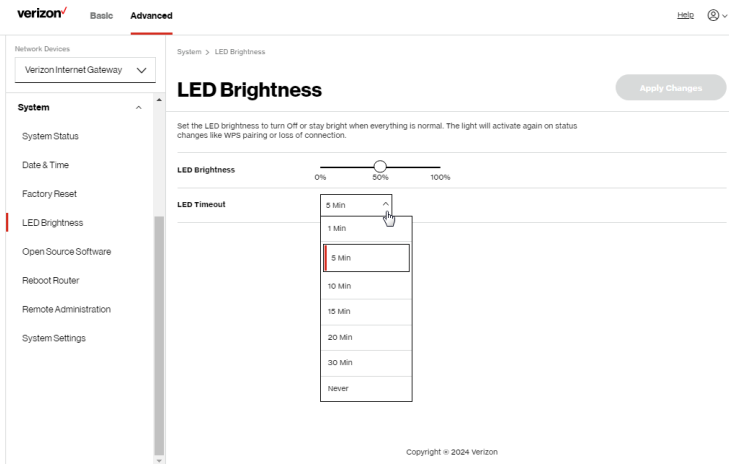 verizon
Basic
Advanced
Help
Network Devices
Verizon Internet Gateway
System
System Status
Date & Time
Factory Reset
LED Brightness
Open Source Software
Reboot Router
Remote Administration
System Settings
System > LED Brightness
LED Brightness
Apply Changes
Set the LED brightness to turn Off or stay bright when everything is normal. The light will activate again on status
changes like WPS pairing or loss of connection.
LED Brightness
0% 50% 100%
LED Timeout
5 Min
1 Min
5 Min
10 Min
15 Min
20 Min
30 Min
Never
Copyright © 2024 Verizon